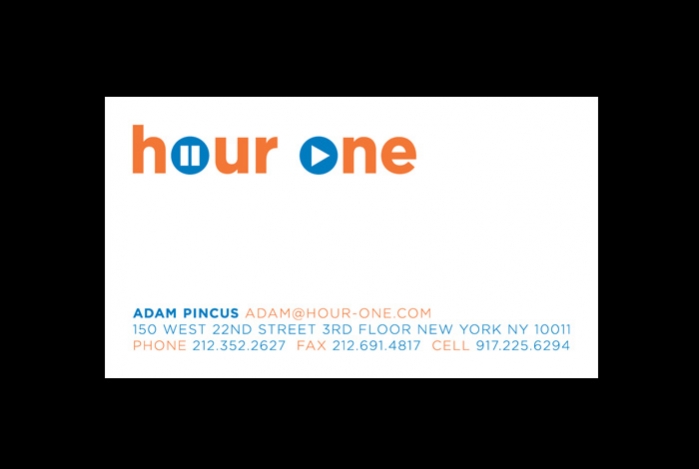 hour one
ADAM PINCUS ADAM@HOUR-ONE.COM
150 WEST 22ND STREET 3RD FLOOR NEW YORK NY 10011
PHONE 212.352.2627 FAX 212.691.4817 CELL 917.225.6294